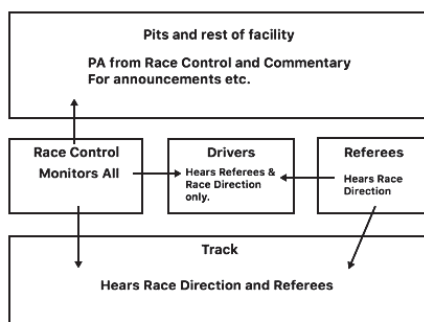 Pits and rest of facility
PA from Race Control and Commentary
For announcements etc.
Race Control
Monitors All
Drivers
Hears Referees &
Race Direction
only.
Referees
Hears Race
Direction
Track
Hears Race Direction and Referees